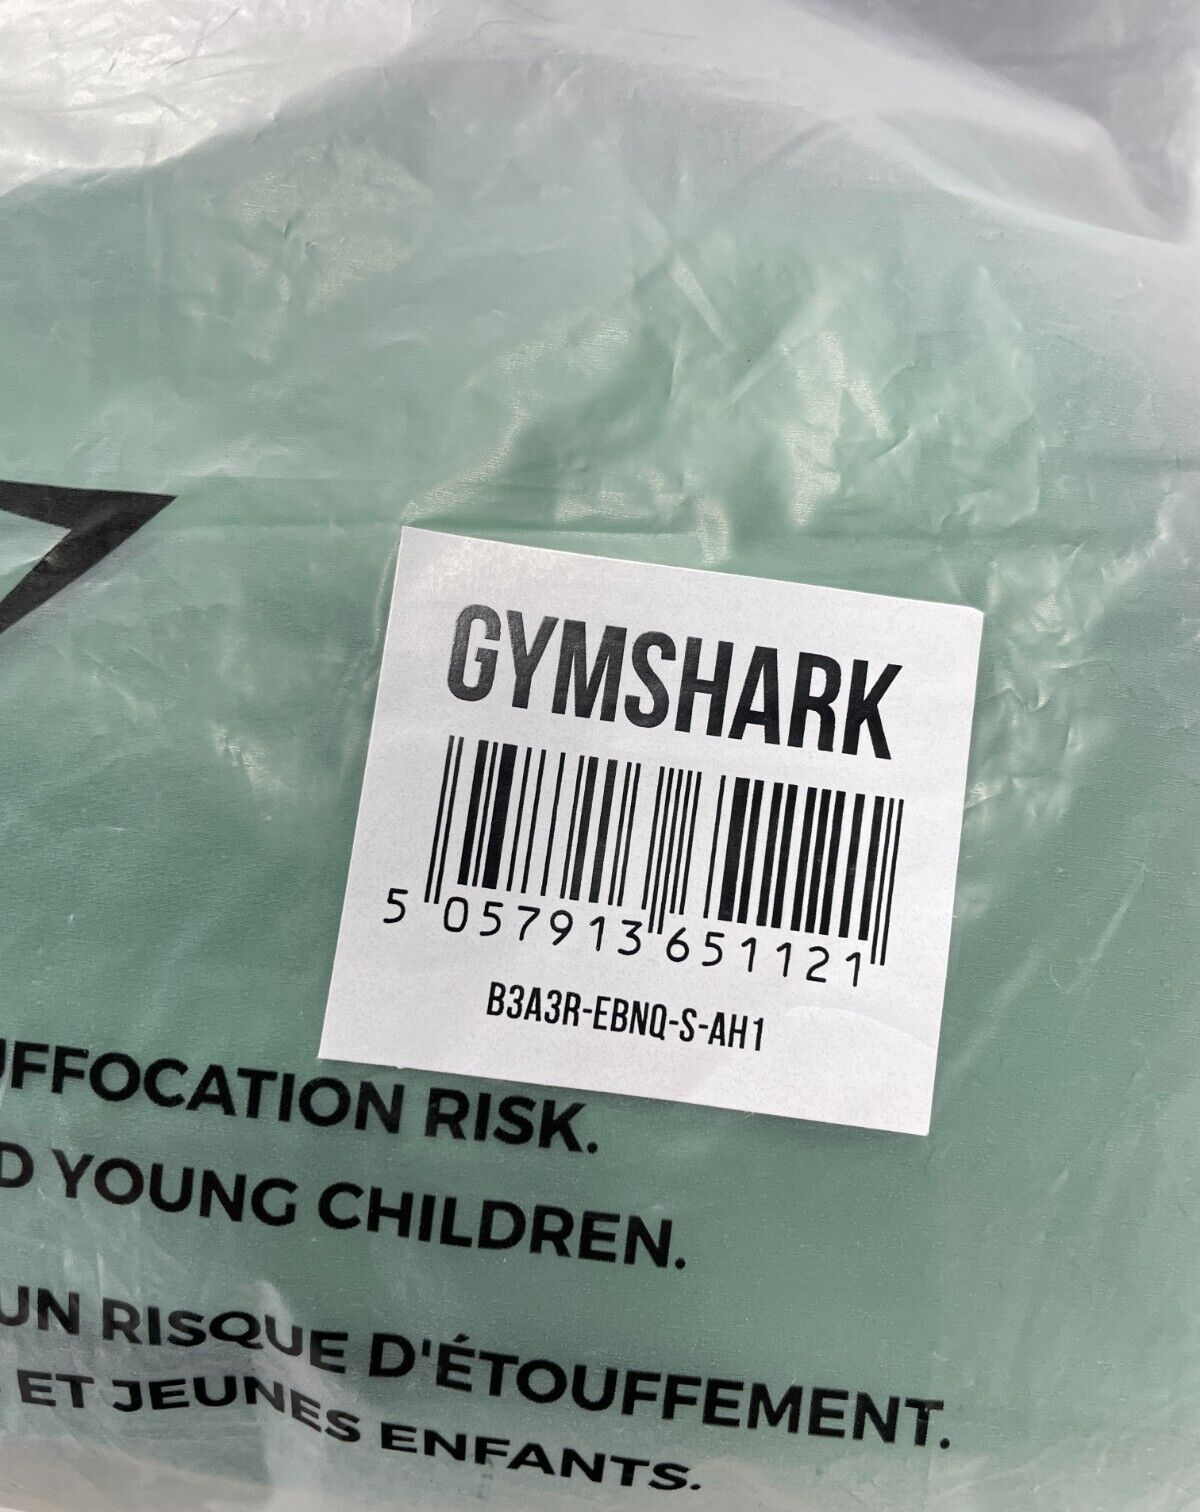 GYMSHARK
5 057913 651121
B3A3R-EBNQ-S-AH1
UFFOCATION RISK.
D YOUNG CHILDREN.
UN RISQUE D'ÉTOUFFEMENT.
ET JEUNES ENFANTS.